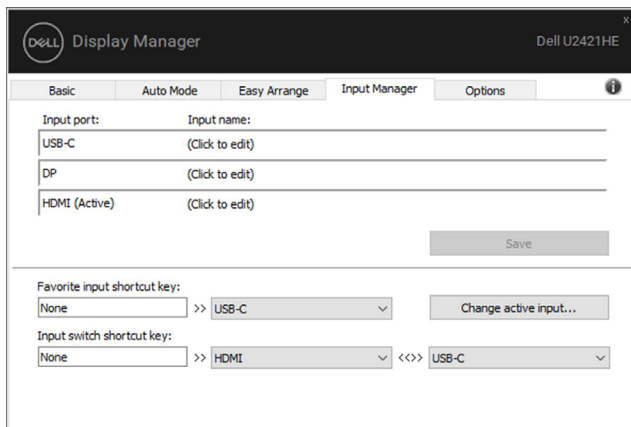 DELL Display Manager Dell U2421HE x
Basic Auto Mode Easy Arrange Input Manager Options i
Input port: Input name:
USB-C (Click to edit)
DP (Click to edit)
HDMI (Active) (Click to edit)
Save
Favorite input shortcut key:
None >> USB-C Change active input...
Input switch shortcut key:
None >> HDMI <<>> USB-C